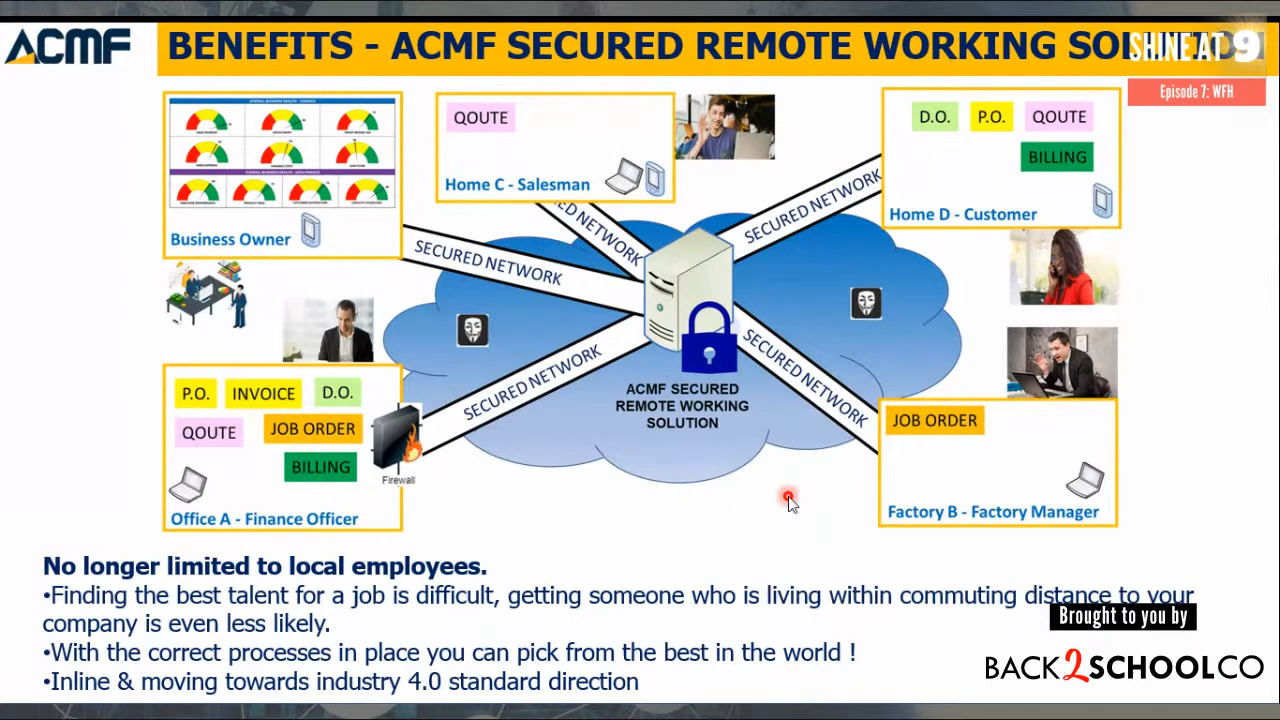 ACMF
BENEFITS - ACMF SECURED REMOTE WORKING
SHINE AT 9
Episode 7: WFH
OVERALL BUSINESS HEALTH - FINANCE
Business Owner
QOUTE
Home C - Salesman
D.O. P.O. QOUTE
BILLING
Home D - Customer
SECURED NETWORK
ED NETWORK
SECURED NETWORK
SECURED NETWORK
SECURED NETWORK
ACMF SECURED
REMOTE WORKING
SOLUTION
P.O. INVOICE D.O.
QOUTE JOB ORDER
BILLING
Firewall
Office A - Finance Officer
JOB ORDER
Factory B - Factory Manager
No longer limited to local employees.
•Finding the best talent for a job is difficult, getting someone who is living within commuting distance to your
company is even less likely.
•With the correct processes in place you can pick from the best in the world !
•Inline & moving towards industry 4.0 standard direction
Brought to you by
BACK2SCHOOLCO